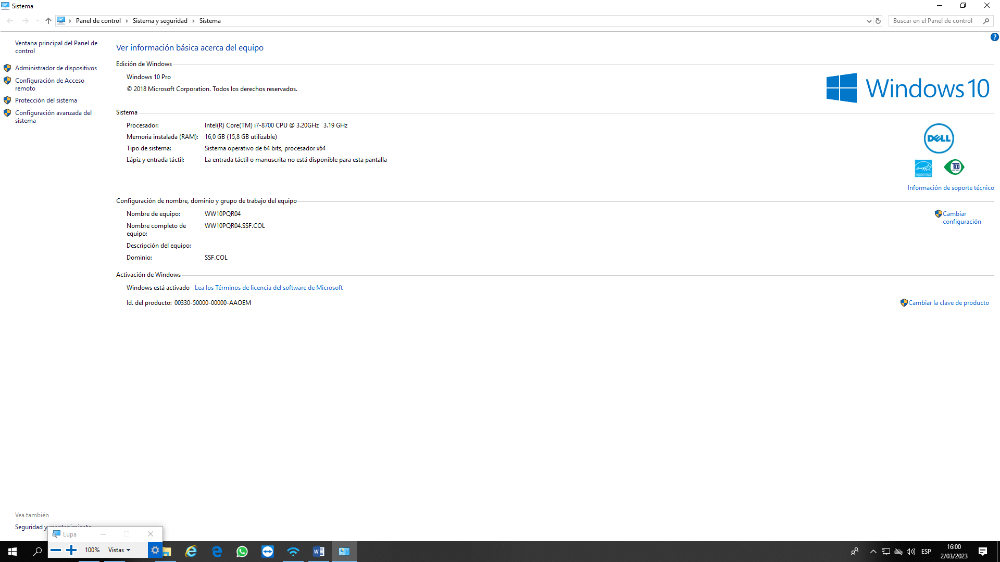 Sistema
Panel de control
Sistema y seguridad
Sistema
Buscar en el Panel de control
Ventana principal del Panel de
control
Administrador de dispositivos
Configuración de Acceso
remoto
Protección del sistema
Configuración avanzada del
sistema
Ver información básica acerca del equipo
Edición de Windows
Windows 10 Pro
© 2018 Microsoft Corporation. Todos los derechos reservados.
Windows 10
Sistema
Procesador: Intel(R) Core(TM) i7-8700 CPU @ 3.20GHz 3.19 GHz
Memoria instalada (RAM): 16,0 GB (15,8 GB utilizable)
Tipo de sistema: Sistema operativo de 64 bits, procesador x64
Lápiz y entrada táctil: La entrada táctil o manuscrita no está disponible para esta pantalla
DELL
energy
ENERGY STAR
TCO
Información de soporte técnico
Configuración de nombre, dominio y grupo de trabajo del equipo
Nombre de equipo: WW10PQR04
Nombre completo de
equipo: WW10PQR04.SSF.COL
Descripción del equipo:
Dominio: SSF.COL
Cambiar
configuración
Activación de Windows
Windows está activado Lea los Términos de licencia del software de Microsoft
Id. del producto: 00330-50000-00000-AAOEM
Cambiar la clave de producto
Vea también
Seguridad y mantenimiento
Lupa
100% Vistas
ESP
16:00
2/03/2023